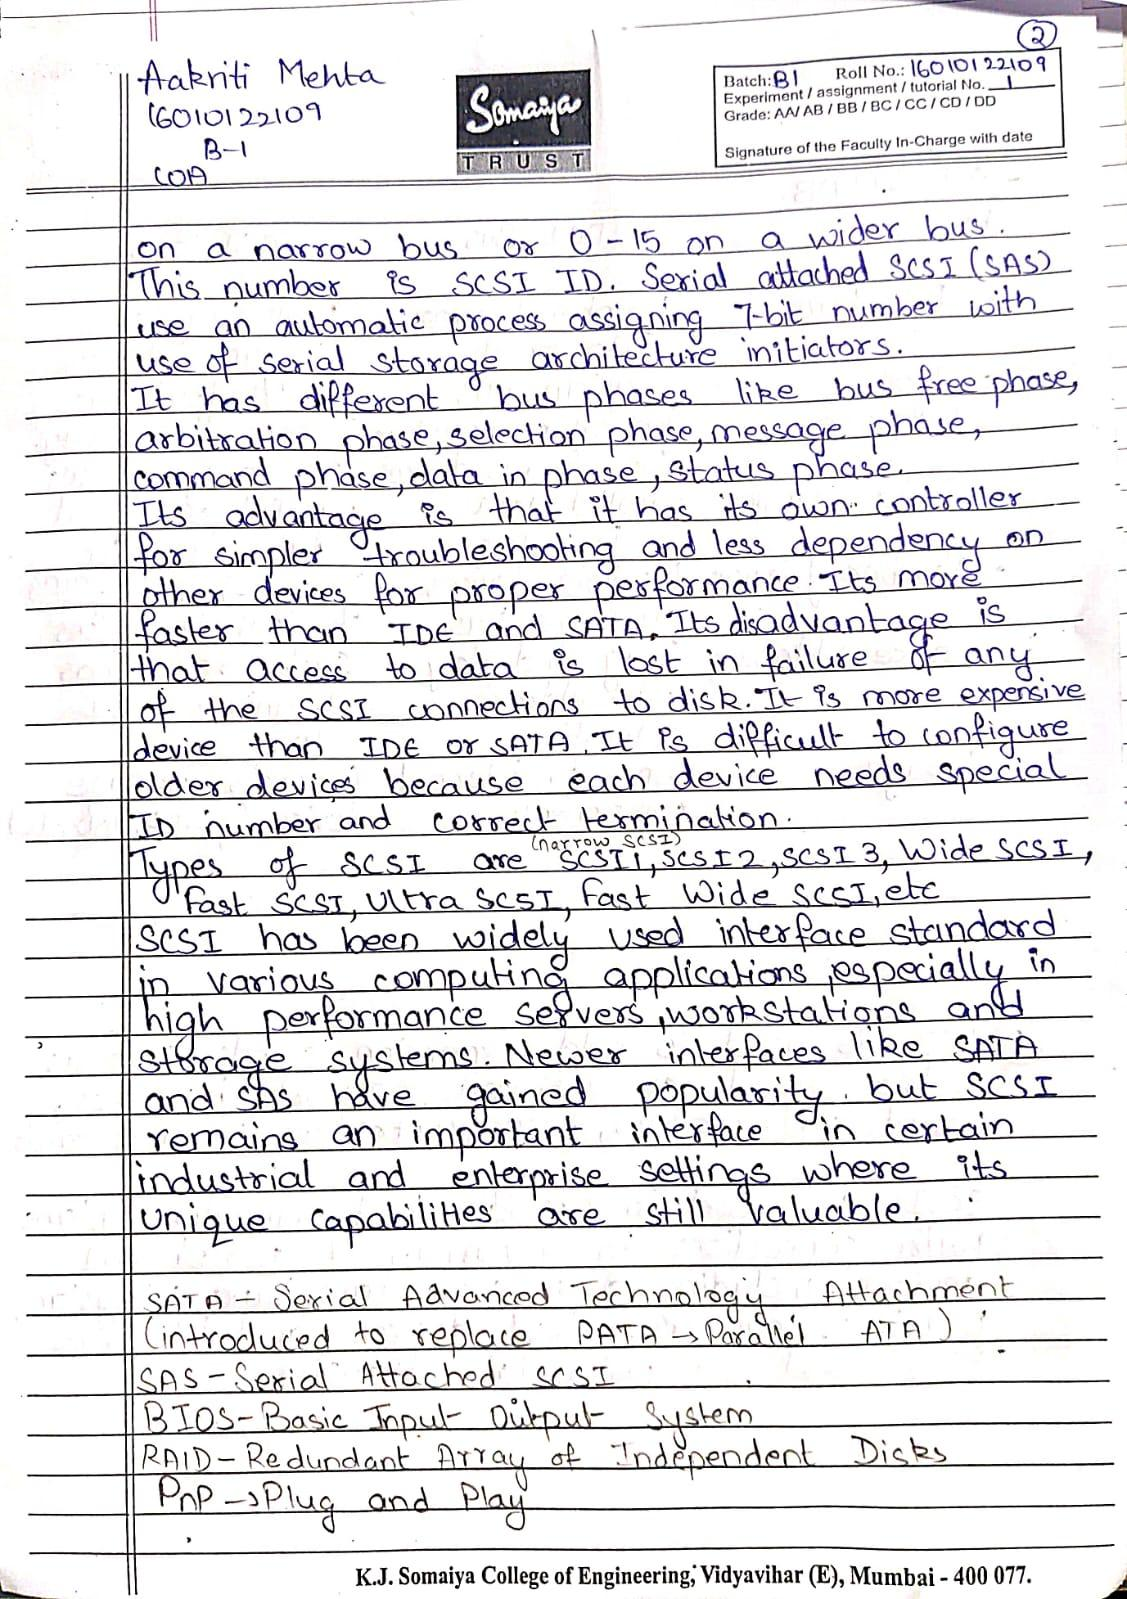 2
Aakriti Mehta
16010122109
B-1
COA
Somaiya
TRUST
Batch: B1 Roll No.: 16010122109
Experiment / assignment / tutorial No. 1
Grade: AA / AB / BB / BC / CC / CD / DD
Signature of the Faculty In-Charge with date
on a narrow bus or 0-15 on a wider bus.
This number is SCSI ID. Serial attached SCSI (SAS)
use an automatic process assigning 7-bit number with
use of serial storage architecture initiators.
It has different bus phases like bus free phase,
arbitration phase, selection phase, message phase,
command phase, data in phase, status phase.
Its advantage is that it has its own controller
for simpler troubleshooting and less dependency on
other devices for proper performance. Its more
faster than IDE and SATA. Its disadvantage is
that access to data is lost in failure of any
of the SCSI connections to disk. It is more expensive
device than IDE or SATA. It is difficult to configure
older devices because each device needs special
ID number and correct termination.
(narrow SCSI)
Types of SCSI are SCSI1, SCSI2, SCSI 3, Wide SCSI,
Fast SCSI, Ultra SCSI, Fast Wide SCSI, etc
SCSI has been widely used interface standard
in various computing applications, especially in
high performance servers, workstations and
storage systems. Newer interfaces like SATA
and SAS have gained popularity, but SCSI
remains an important interface in certain
industrial and enterprise settings where its
unique capabilities are still valuable.
SATA - Serial Advanced Technology Attachment
(introduced to replace PATA → Parallel ATA)
SAS - Serial Attached SCSI
BIOS - Basic Input Output System
RAID - Redundant Array of Independent Disks
PnP → Plug and Play
K.J. Somaiya College of Engineering, Vidyavihar (E), Mumbai - 400 077.